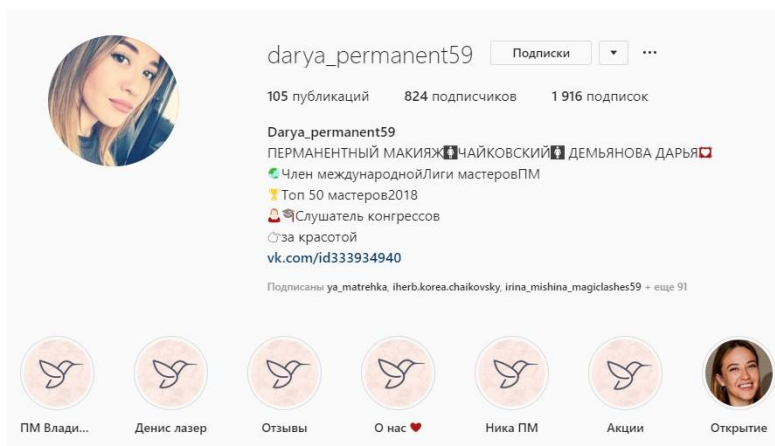 darya_permanent59 Подписки
105 публикаций 824 подписчиков 1 916 подписок
Darya_permanent59
ПЕРМАНЕНТНЫЙ МАКИЯЖ🚺ЧАЙКОВСКИЙ🚺 ДЕМЬЯНОВА ДАРЬЯ
Член международнойЛиги мастеровПМ
Топ 50 мастеров2018
Слушатель конгрессов
за красотой
vk.com/id333934940
Подписаны ya_matrehka, iherb.korea.chaikovsky, irina_mishina_magiclashes59 + еще 91
ПМ Влади... Денис лазер Отзывы О нас ♥ Ника ПМ Акции Открытие